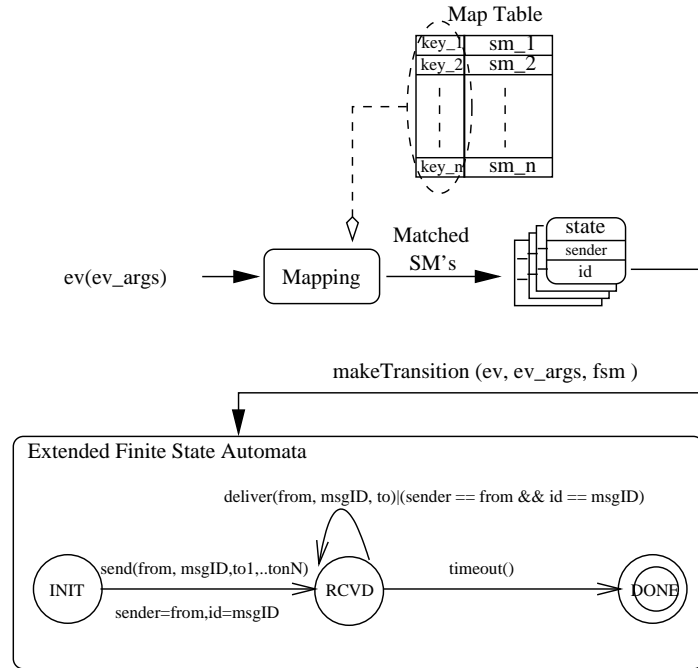 Map Table
key_1 sm_1
key_2 sm_2
key_n sm_n
ev(ev_args)
Mapping
Matched
SM's
state
sender
id
makeTransition (ev, ev_args, fsm )
Extended Finite State Automata
deliver(from, msgID, to)|(sender == from && id == msgID)
INIT
send(from, msgID,to1,..tonN)
sender=from,id=msgID
RCVD
timeout()
DONE